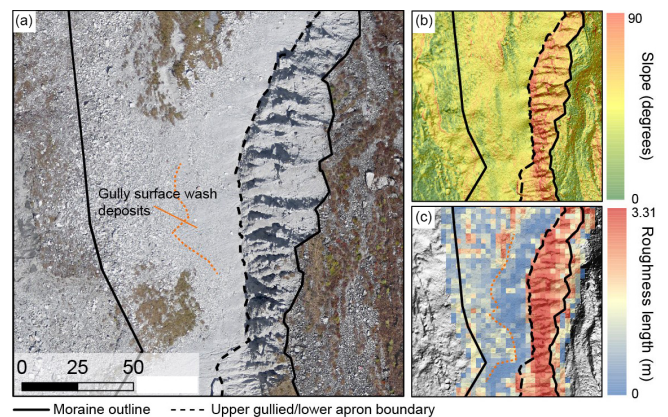 (a)
Gully surface wash
deposits
0 25 50
(b)
90
Slope (degrees)
0
(c)
3.31
Roughness length (m)
0
Moraine outline
Upper gullied/lower apron boundary